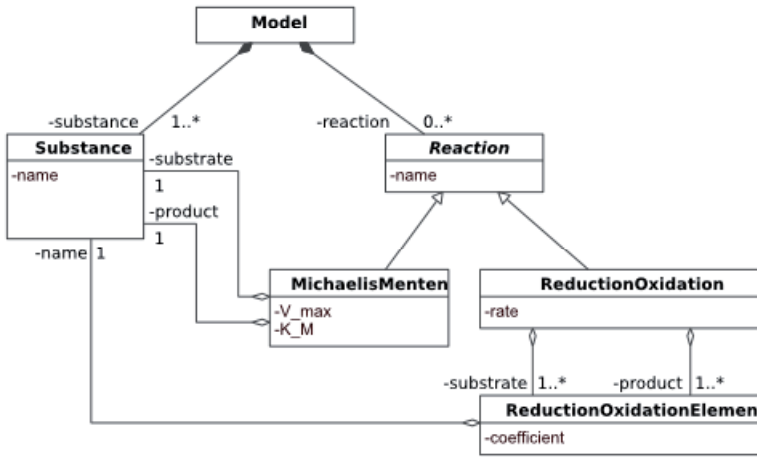 Model
-substance 1..*
-reaction 0..*
Substance
-name
Reaction
-name
-substrate
1
-product
1
-name 1
MichaelisMenten
-V_max
-K_M
ReductionOxidation
-rate
-substrate 1..*
-product 1..*
ReductionOxidationElemen
-coefficient